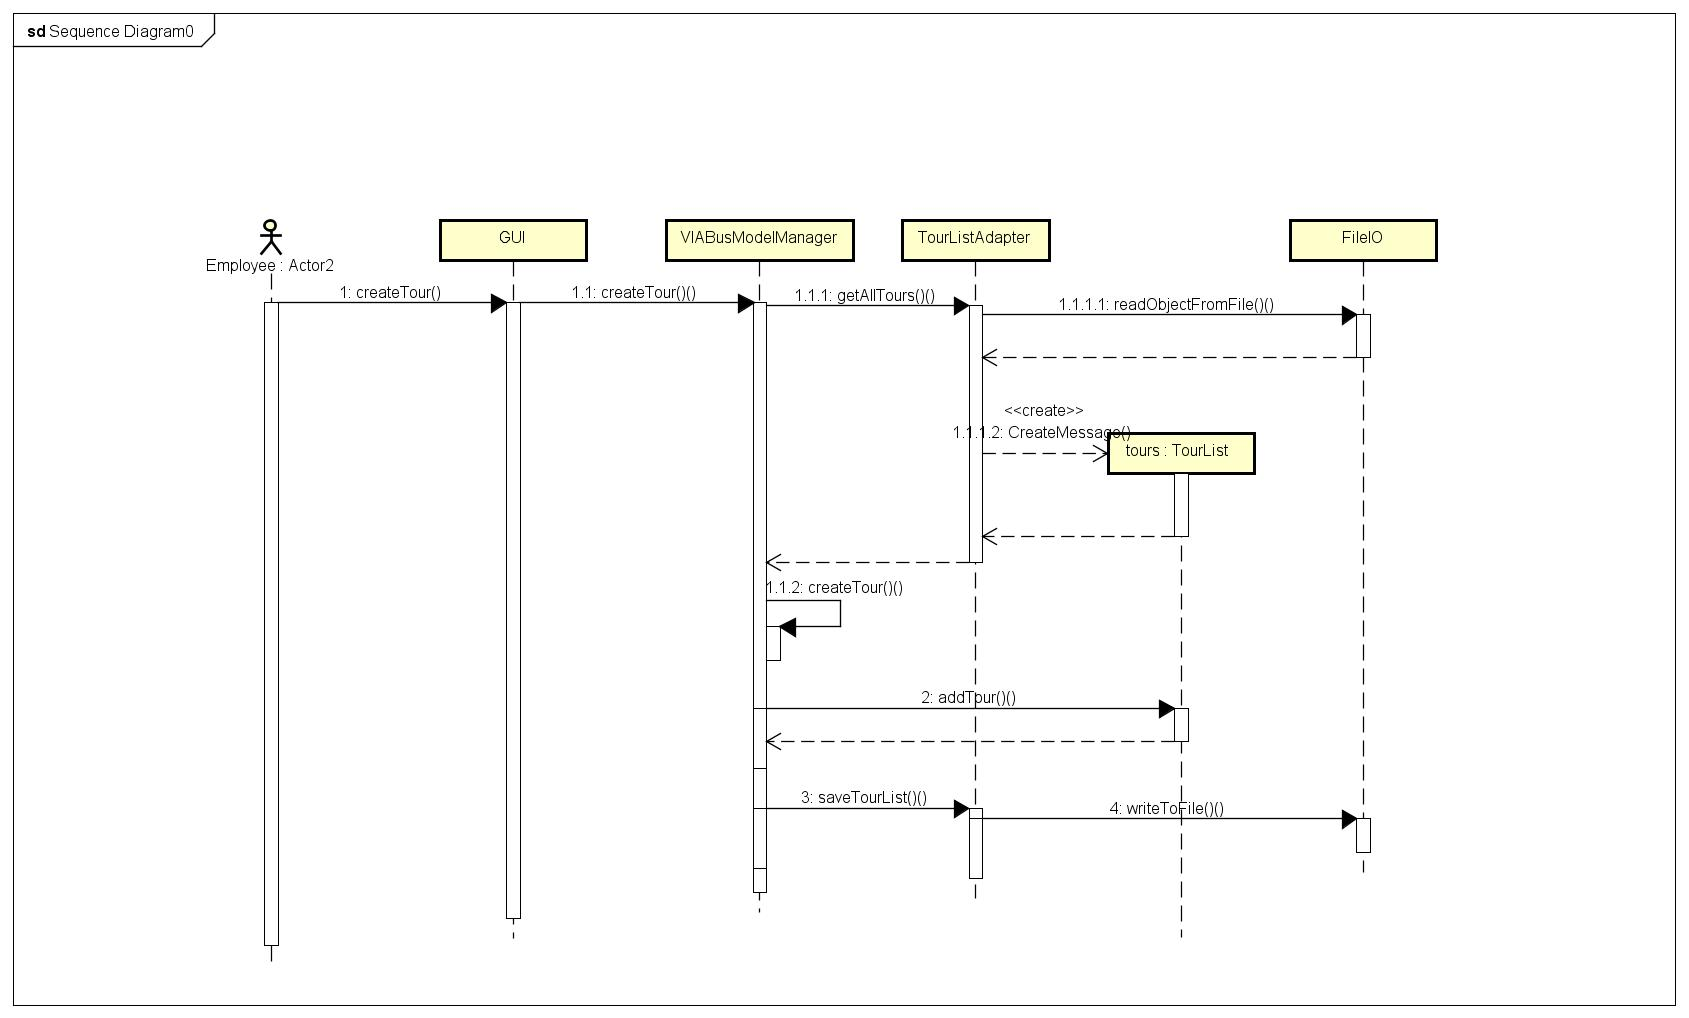 sd Sequence Diagram0
GUI
VIABusModelManager
TourListAdapter
FileIO
Employee : Actor2
1: createTour()
1.1: createTour()()
1.1.1: getAllTours()()
1.1.1.1: readObjectFromFile()()
<<create>>
1.1.1.2: CreateMessage()
tours : TourList
1.1.2: createTour()()
2: addTour()()
3: saveTourList()()
4: writeToFile()()